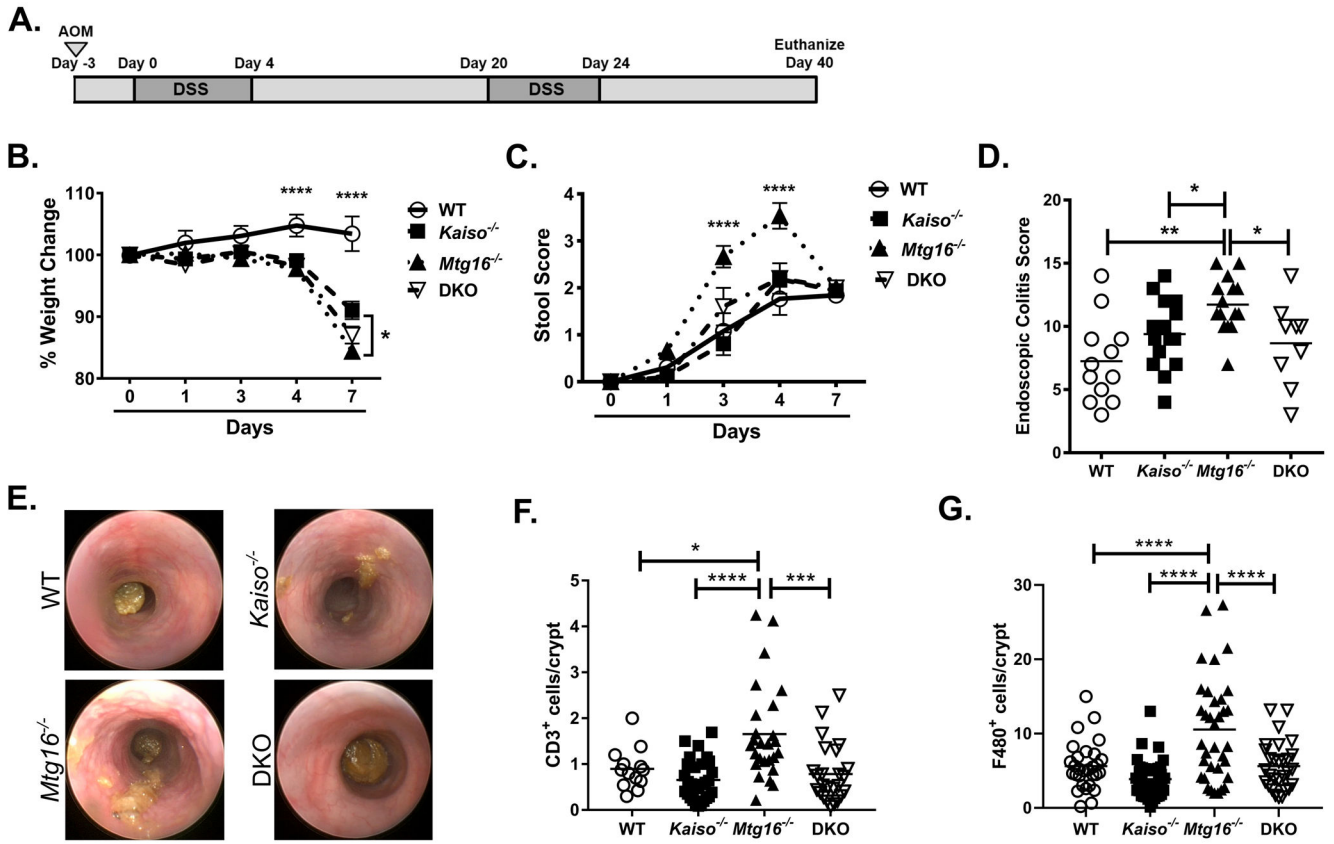 A.
AOM
Day -3 Day 0 Day 4 Day 20 Day 24 Euthanize Day 40
DSS DSS
B.
% Weight Change
110
100
90
80
**** ****
*
0 1 3 4 7
Days
WT
Kaiso-/-
Mtg16-/-
DKO
C.
Stool Score
4
3
2
1
0
****
****
0 1 3 4 7
Days
WT
Kaiso-/-
Mtg16-/-
DKO
D.
Endoscopic Colitis Score
20
15
10
5
0
*
** *
WT Kaiso-/- Mtg16-/- DKO
E.
WT
Kaiso-/-
Mtg16-/-
DKO
F.
CD3+ cells/crypt
5
4
3
2
1
0
*
**** ***
WT Kaiso-/- Mtg16-/- DKO
G.
F480+ cells/crypt
30
20
10
0
****
**** ****
WT Kaiso-/- Mtg16-/- DKO